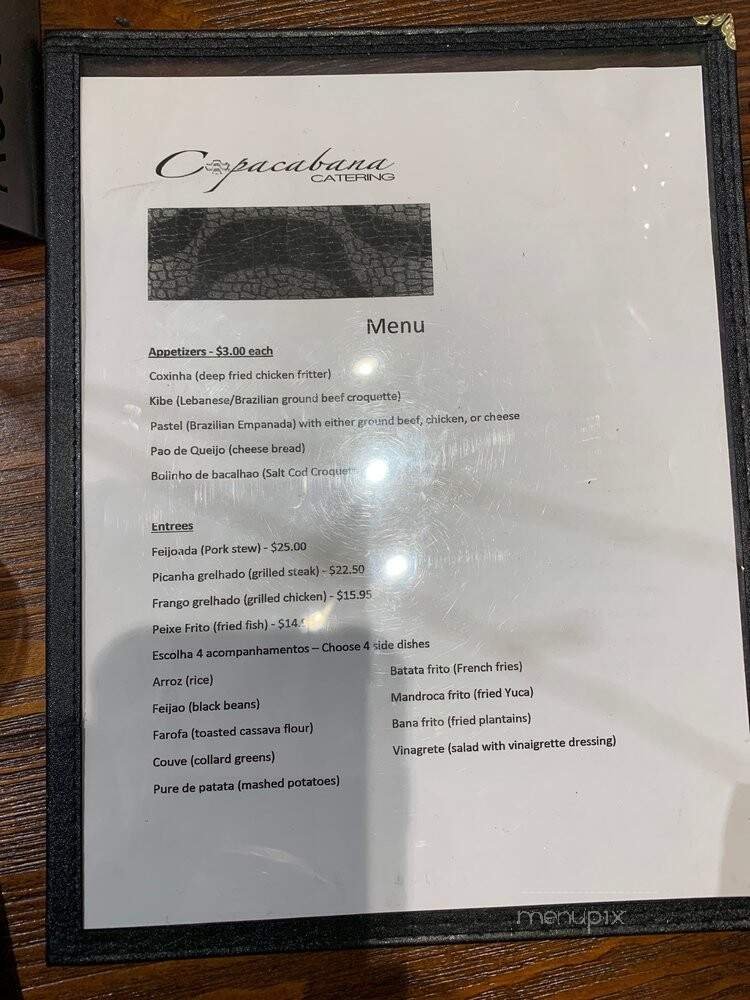 Copacabana
CATERING
Menu
Appetizers - $3.00 each
Coxinha (deep fried chicken fritter)
Kibe (Lebanese/Brazilian ground beef croquette)
Pastel (Brazilian Empanada) with either ground beef, chicken, or cheese
Pao de Queijo (cheese bread)
Bolinho de bacalhao (Salt Cod
Entrees
Feijoada (Pork stew) - $25.00
Picanha grelhado (grilled steak) - $22.50
Frango grelhado (grilled chicken) - $15.95
Peixe Frito (fried fish) -
Escolha 4 acompanhamentos – Choose 4 side dishes
Arroz (rice)
Feijao (black beans)
Farofa (toasted cassava flour)
Couve (collard greens)
Pure de patata (mashed potatoes)
Batata frito (French fries)
Mandroca frito (fried Yuca)
Bana frito (fried plantains)
Vinagrete (salad with vinaigrette dressing)
menupix